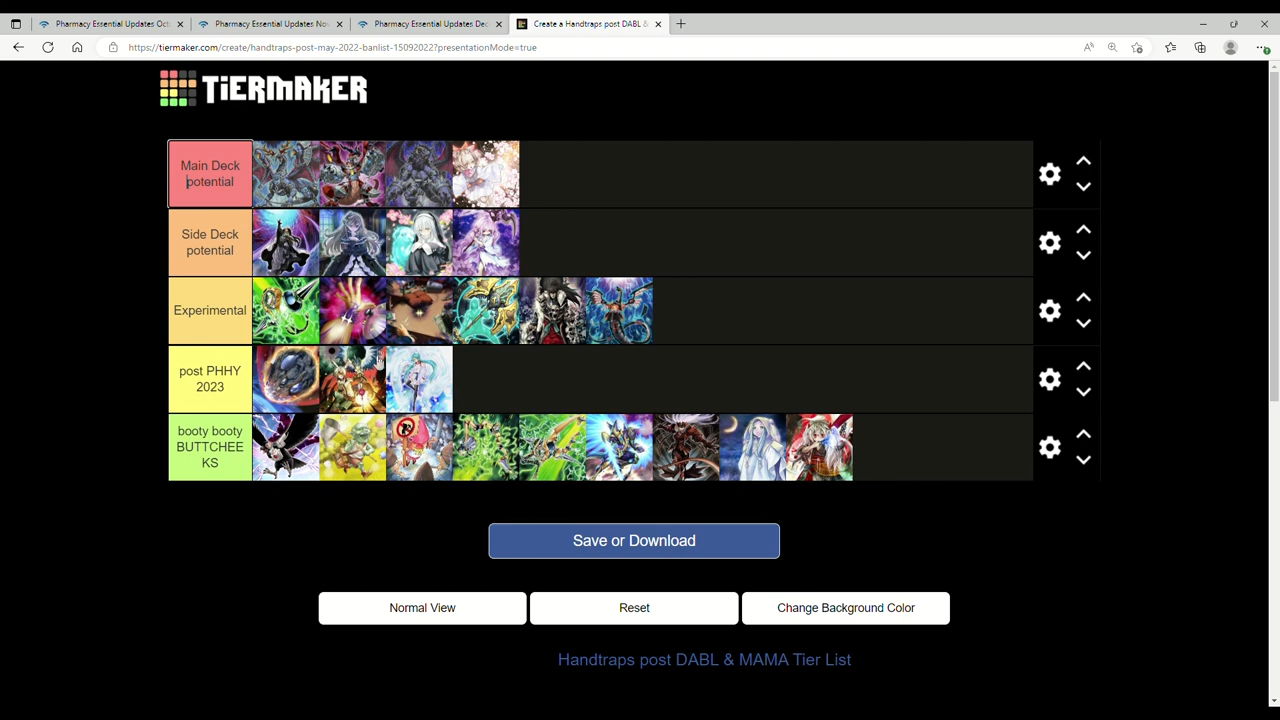 Pharmacy Essential Updates Oct
Pharmacy Essential Updates Nov
Pharmacy Essential Updates Dec
Create a Handtraps post DABL &
https://tiermaker.com/create/handtraps-post-may-2022-banlist-15092022?presentationMode=true
TiERMAKER
Main Deck
potential
Side Deck
potential
Experimental
post PHHY
2023
booty booty
BUTTCHEE
KS
Save or Download
Normal View
Reset
Change Background Color
Handtraps post DABL & MAMA Tier List